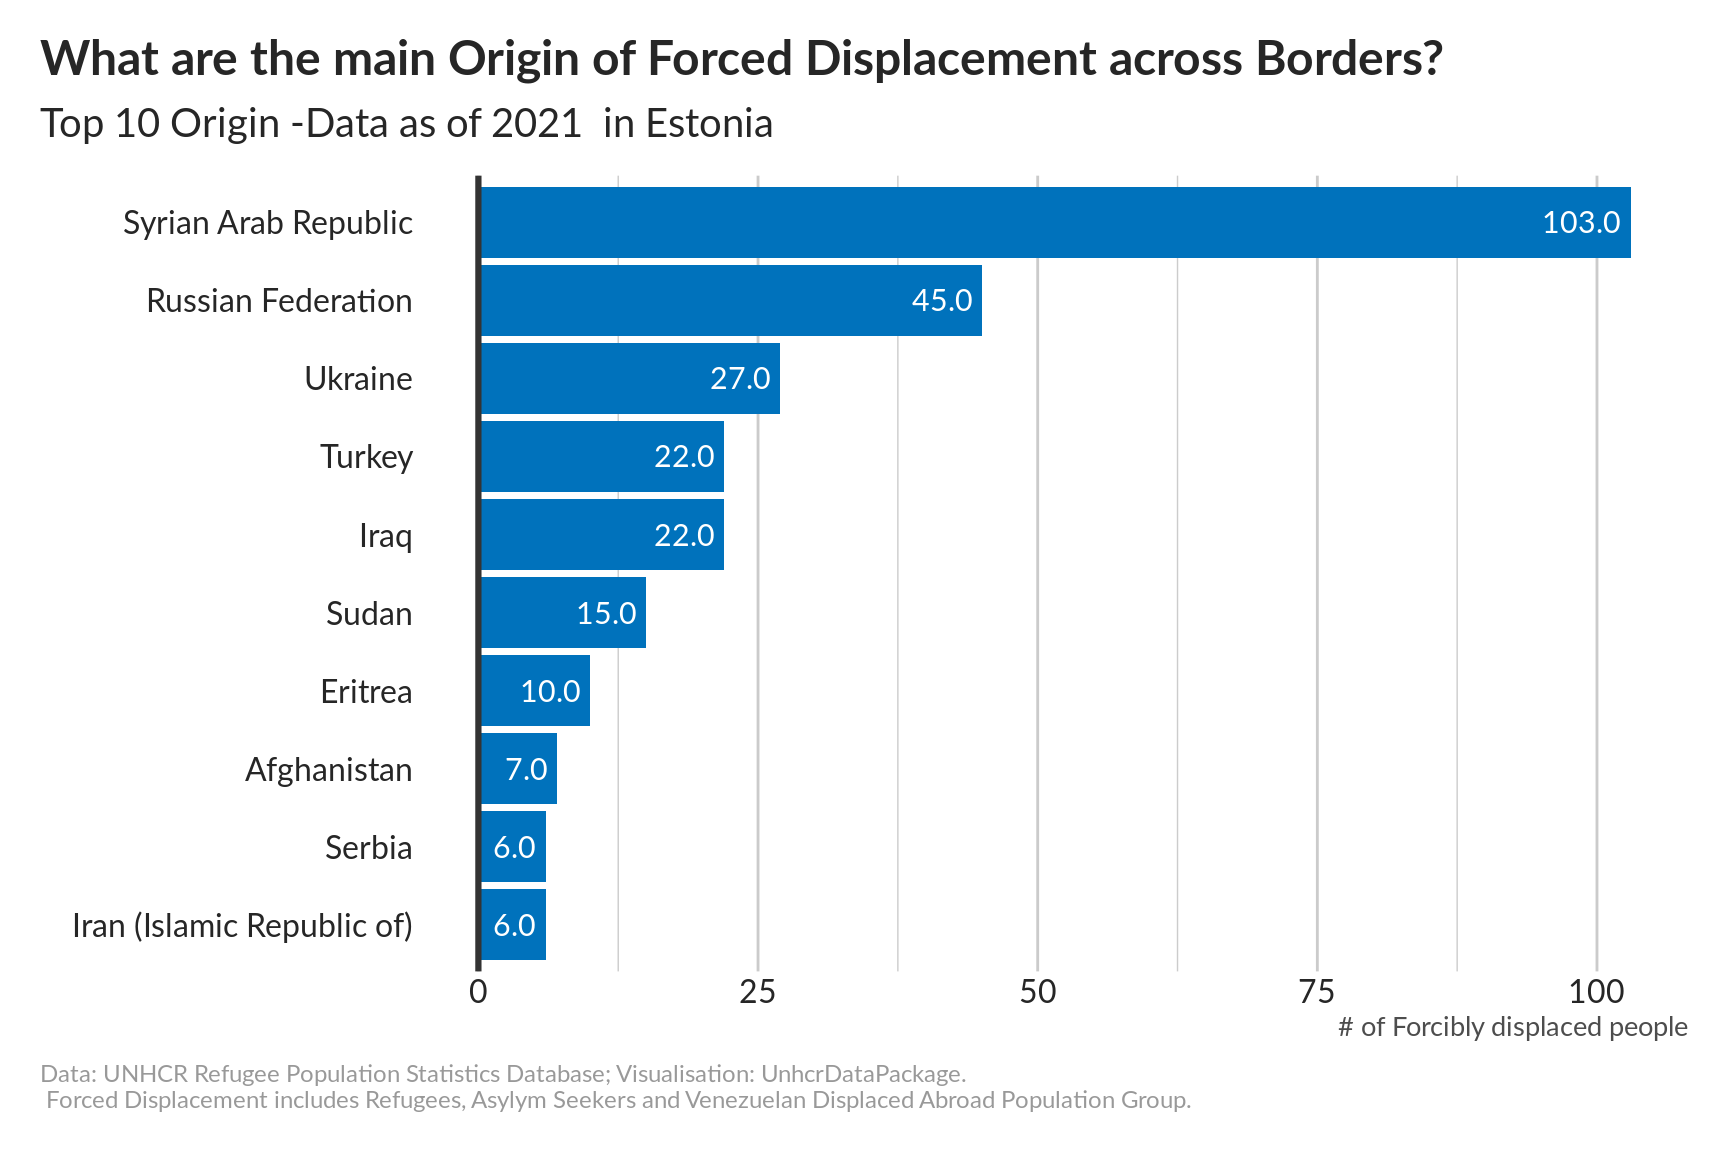 What are the main Origin of Forced Displacement across Borders?
Top 10 Origin -Data as of 2021  in Estonia
Syrian Arab Republic 103.0
Russian Federation 45.0
Ukraine 27.0
Turkey 22.0
Iraq 22.0
Sudan 15.0
Eritrea 10.0
Afghanistan 7.0
Serbia 6.0
Iran (Islamic Republic of) 6.0
0 25 50 75 100
# of Forcibly displaced people
Data: UNHCR Refugee Population Statistics Database; Visualisation: UnhcrDataPackage.
Forced Displacement includes Refugees, Asylym Seekers and Venezuelan Displaced Abroad Population Group.